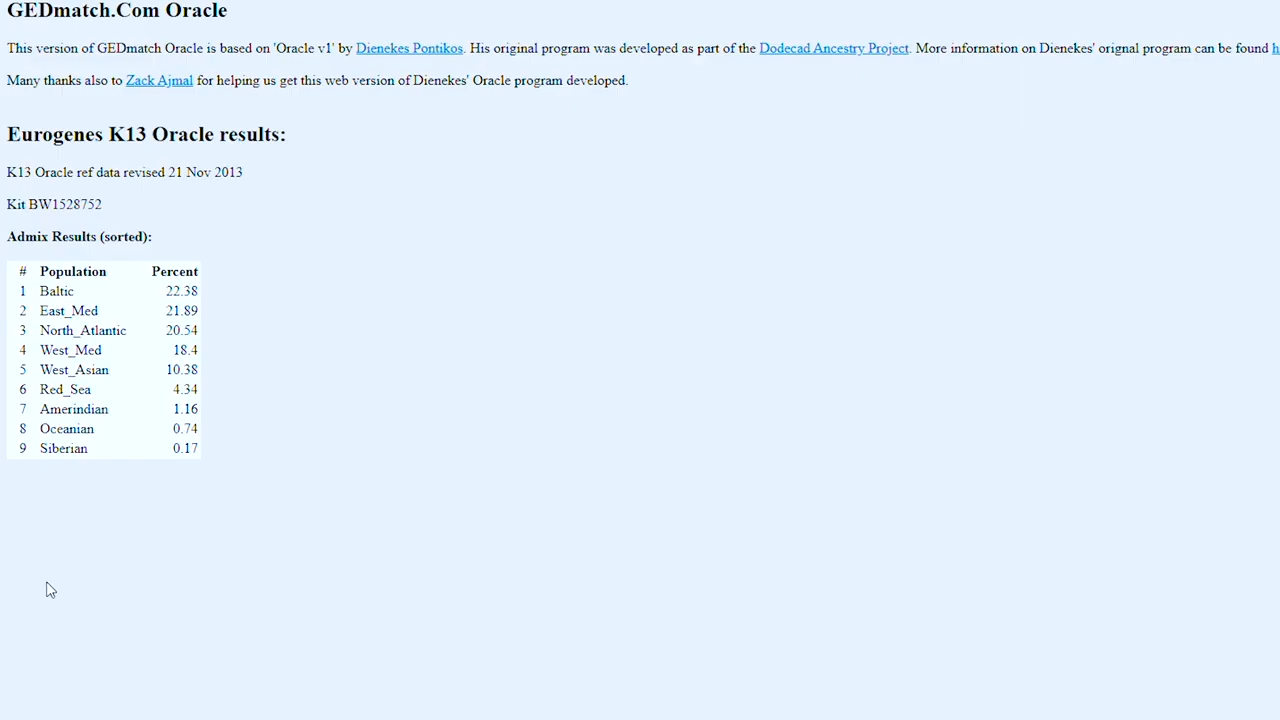 GEDmatch.Com Oracle
This version of GEDmatch Oracle is based on 'Oracle v1' by Dienekes Pontikos. His original program was developed as part of the Dodecad Ancestry Project. More information on Dienekes' orignal program can be found h
Many thanks also to Zack Ajmal for helping us get this web version of Dienekes' Oracle program developed.
Eurogenes K13 Oracle results:
K13 Oracle ref data revised 21 Nov 2013
Kit BW1528752
Admix Results (sorted):
# Population Percent
1 Baltic 22.38
2 East_Med 21.89
3 North_Atlantic 20.54
4 West_Med 18.4
5 West_Asian 10.38
6 Red_Sea 4.34
7 Amerindian 1.16
8 Oceanian 0.74
9 Siberian 0.17